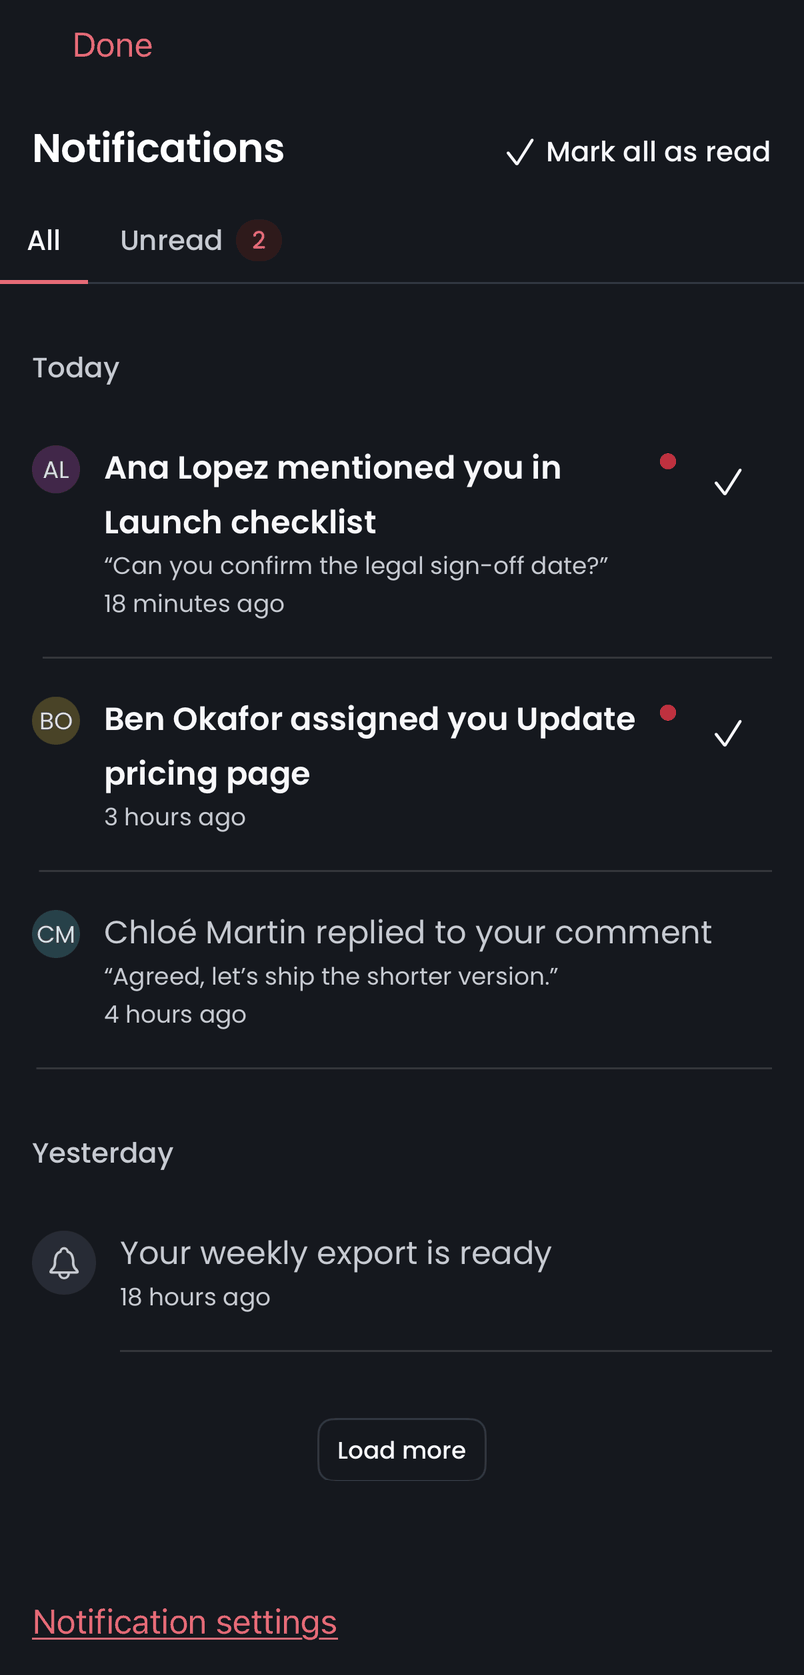 Done
Notifications
Mark all as read
All
Unread 2
Today
AL
Ana Lopez mentioned you in
Launch checklist
“Can you confirm the legal sign-off date?”
18 minutes ago
BO
Ben Okafor assigned you Update
pricing page
3 hours ago
CM
Chloé Martin replied to your comment
“Agreed, let’s ship the shorter version.”
4 hours ago
Yesterday
Your weekly export is ready
18 hours ago
Load more
Notification settings